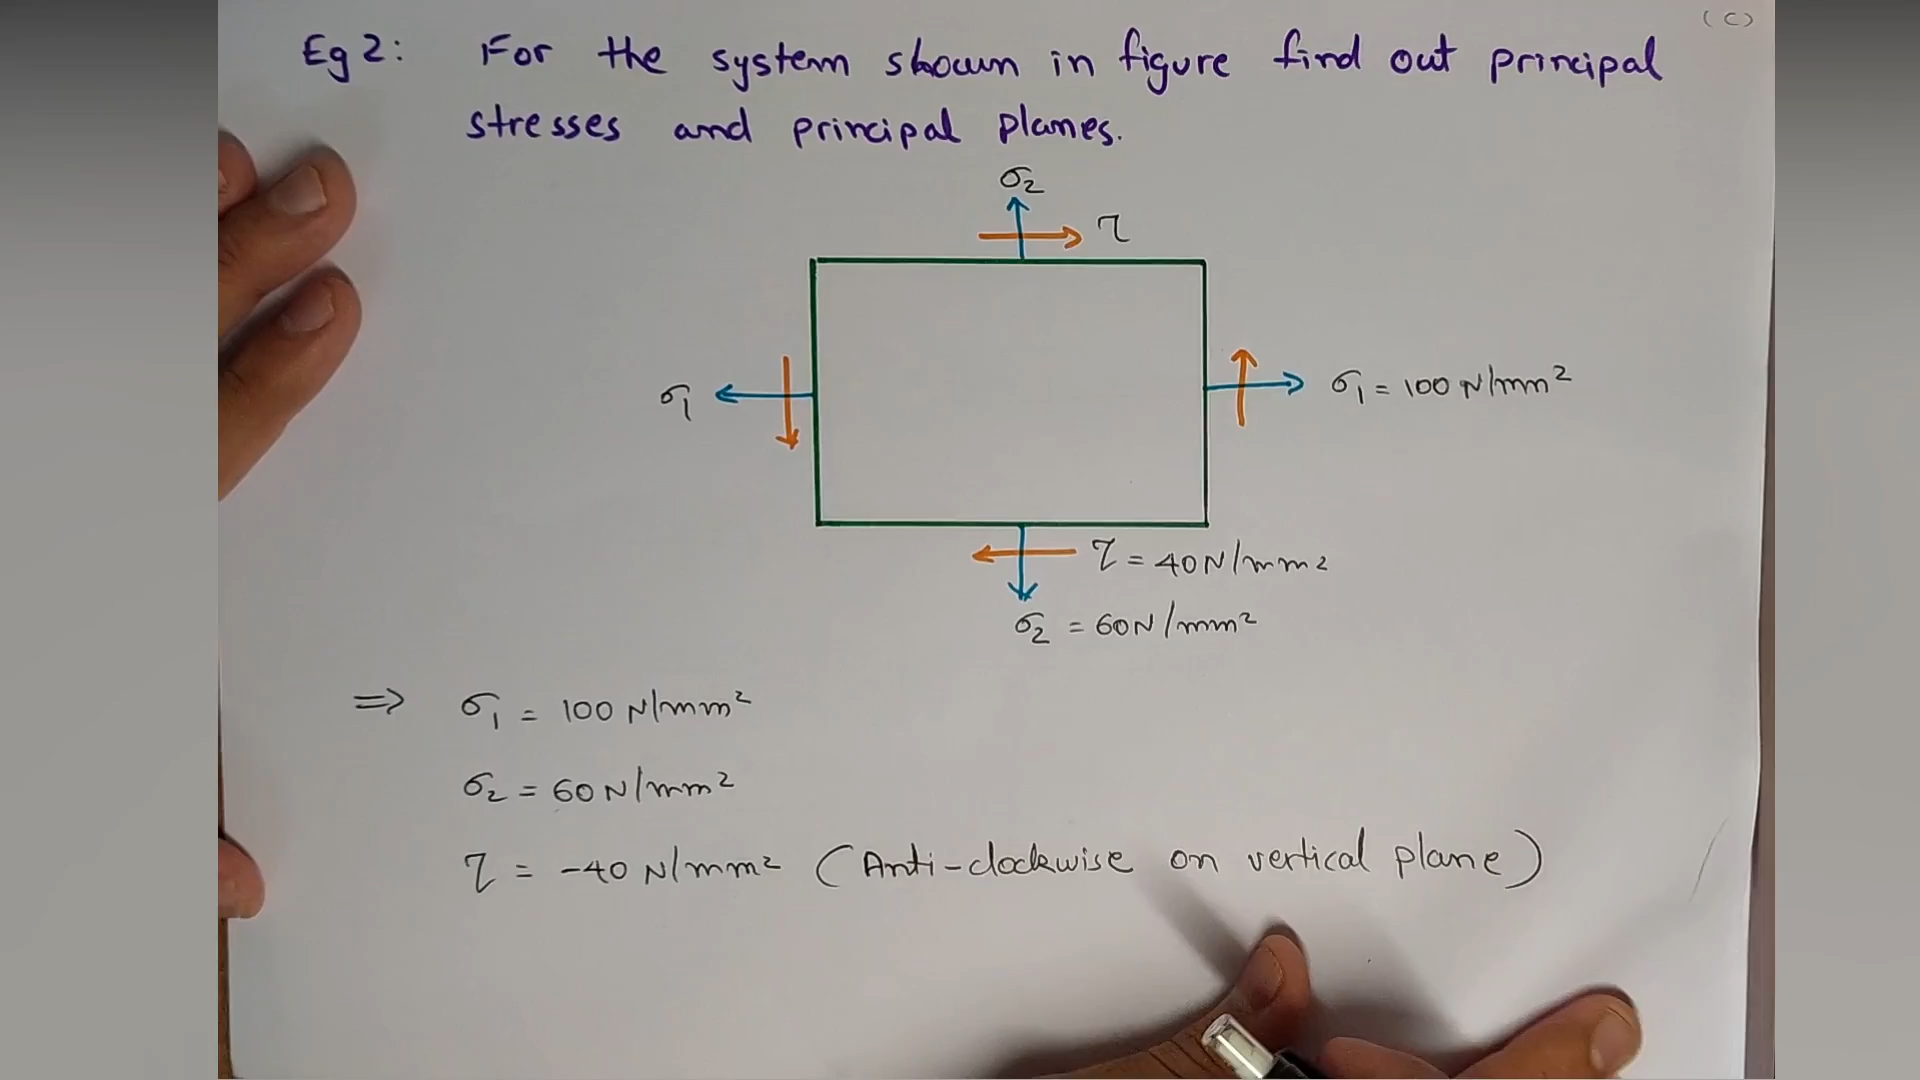 (C)
Eg 2: For the system shown in figure find out principal
stresses and principal planes.
σ2
τ
σ1
σ1 = 100 N/mm²
τ = 40 N/mm²
σ2 = 60 N/mm²
⇒ σ1 = 100 N/mm²
σ2 = 60 N/mm²
τ = -40 N/mm² (Anti-clockwise on vertical plane)